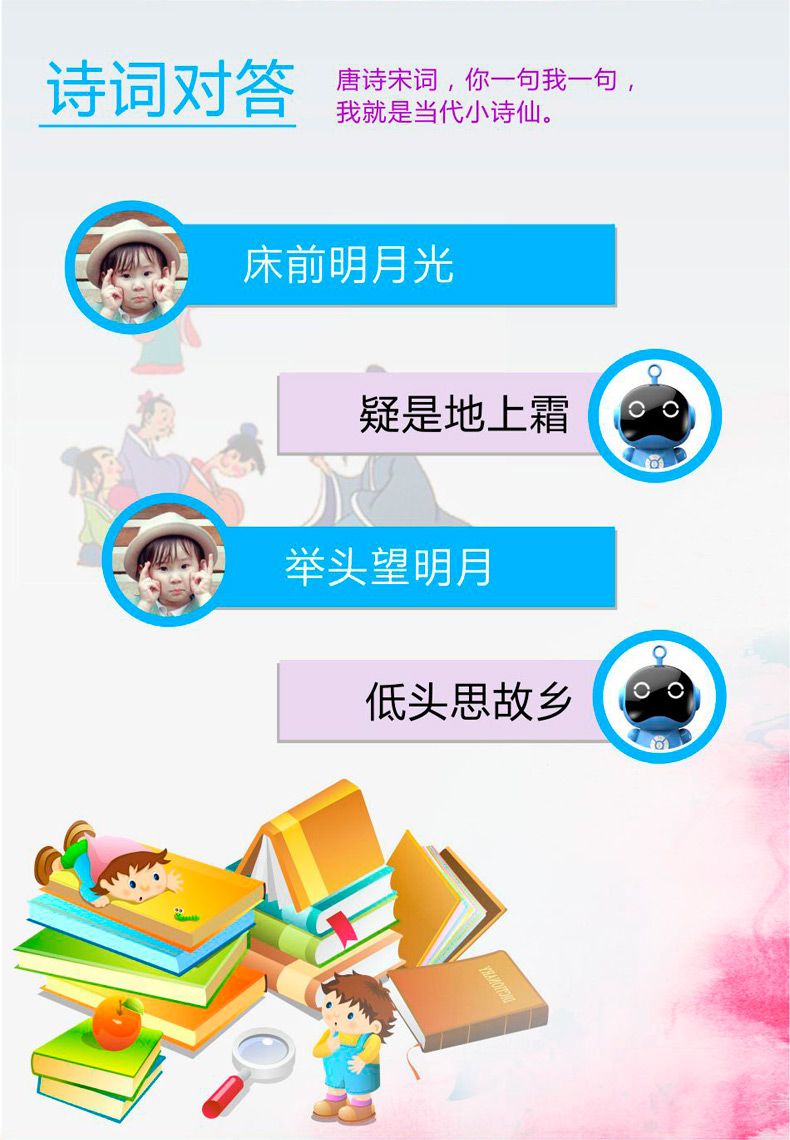 诗词对答
唐诗宋词，你一句我一句，
我就是当代小诗仙。
床前明月光
疑是地上霜
举头望明月
低头思故乡
DICTIONARY